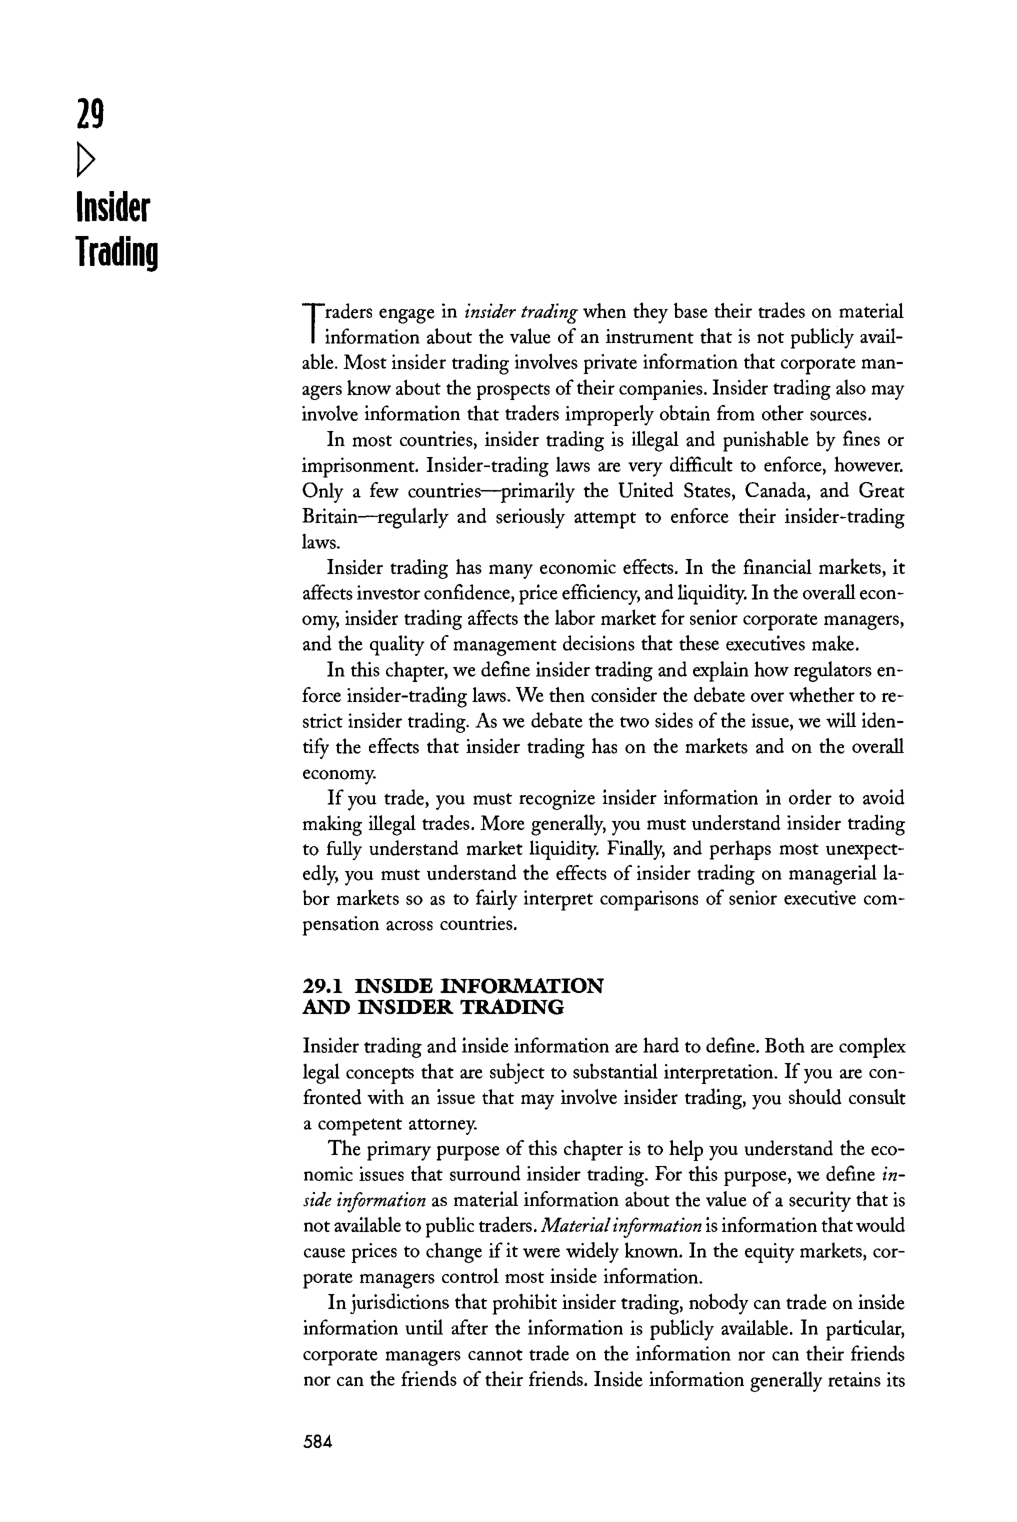 29
Insider
Trading
Traders engage in insider trading when they base their trades on material
information about the value of an instrument that is not publicly avail-
able. Most insider trading involves private information that corporate man-
agers know about the prospects of their companies. Insider trading also may
involve information that traders improperly obtain from other sources.
In most countries, insider trading is illegal and punishable by fines or
imprisonment. Insider-trading laws are very difficult to enforce, however.
Only a few countries—primarily the United States, Canada, and Great
Britain—regularly and seriously attempt to enforce their insider-trading
laws.
Insider trading has many economic effects. In the financial markets, it
affects investor confidence, price efficiency, and liquidity. In the overall econ-
omy, insider trading affects the labor market for senior corporate managers,
and the quality of management decisions that these executives make.
In this chapter, we define insider trading and explain how regulators en-
force insider-trading laws. We then consider the debate over whether to re-
strict insider trading. As we debate the two sides of the issue, we will iden-
tify the effects that insider trading has on the markets and on the overall
economy.
If you trade, you must recognize insider information in order to avoid
making illegal trades. More generally, you must understand insider trading
to fully understand market liquidity. Finally, and perhaps most unexpect-
edly, you must understand the effects of insider trading on managerial la-
bor markets so as to fairly interpret comparisons of senior executive com-
pensation across countries.
29.1 INSIDE INFORMATION
AND INSIDER TRADING
Insider trading and inside information are hard to define. Both are complex
legal concepts that are subject to substantial interpretation. If you are con-
fronted with an issue that may involve insider trading, you should consult
a competent attorney.
The primary purpose of this chapter is to help you understand the eco-
nomic issues that surround insider trading. For this purpose, we define in-
side information as material information about the value of a security that is
not available to public traders. Material information is information that would
cause prices to change if it were widely known. In the equity markets, cor-
porate managers control most inside information.
In jurisdictions that prohibit insider trading, nobody can trade on inside
information until after the information is publicly available. In particular,
corporate managers cannot trade on the information nor can their friends
nor can the friends of their friends. Inside information generally retains its
584